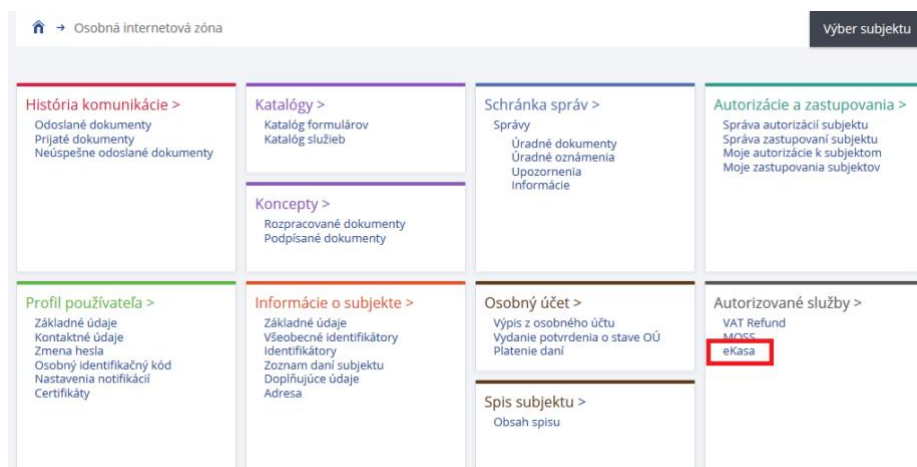 Osobná internetová zóna
Výber subjektu
História komunikácie >
Odoslané dokumenty
Prijaté dokumenty
Neúspešne odoslané dokumenty
Katalógy >
Katalóg formulárov
Katalóg služieb
Koncepty >
Rozpracované dokumenty
Podpísané dokumenty
Schránka správ >
Správy
Úradné dokumenty
Úradné oznámenia
Upozornenia
Informácie
Autorizácie a zastupovania >
Správa autorizácií subjektu
Správa zastupovaní subjektu
Moje autorizácie k subjektom
Moje zastupovania subjektov
Profil používateľa >
Základné údaje
Kontaktné údaje
Zmena hesla
Osobný identifikačný kód
Nastavenia notifikácií
Certifikáty
Informácie o subjekte >
Základné údaje
Všeobecné identifikátory
Identifikátory
Zoznam daní subjektu
Doplňujúce údaje
Adresa
Osobný účet >
Výpis z osobného účtu
Vydanie potvrdenia o stave OÚ
Platenie daní
Spis subjektu >
Obsah spisu
Autorizované služby >
VAT Refund
MOSS
eKasa